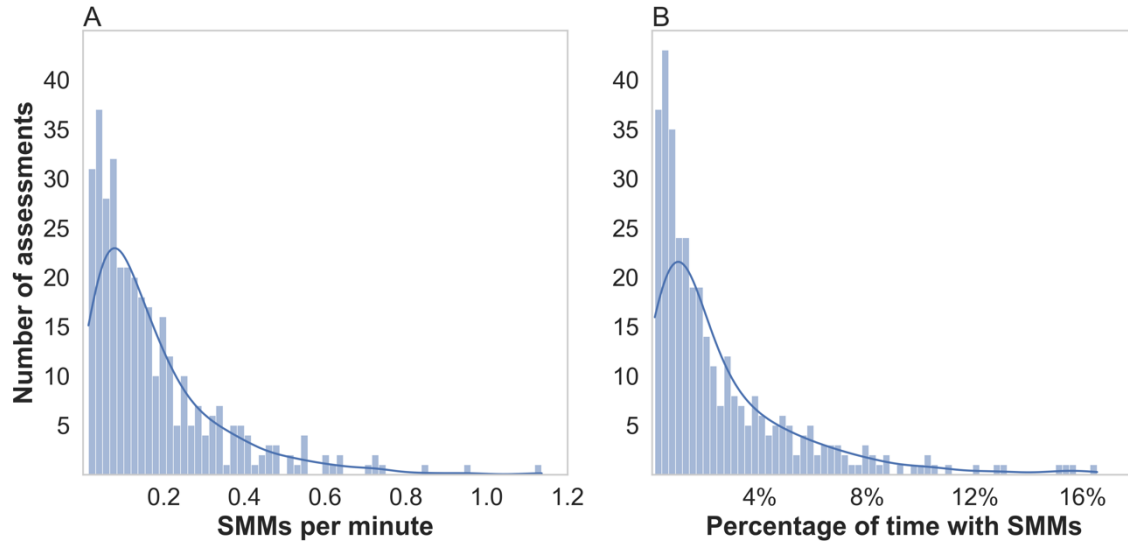 A
B
Number of assessments
40
35
30
25
20
15
10
5
40
35
30
25
20
15
10
5
0.2 0.4 0.6 0.8 1.0 1.2
4% 8% 12% 16%
SMMs per minute
Percentage of time with SMMs